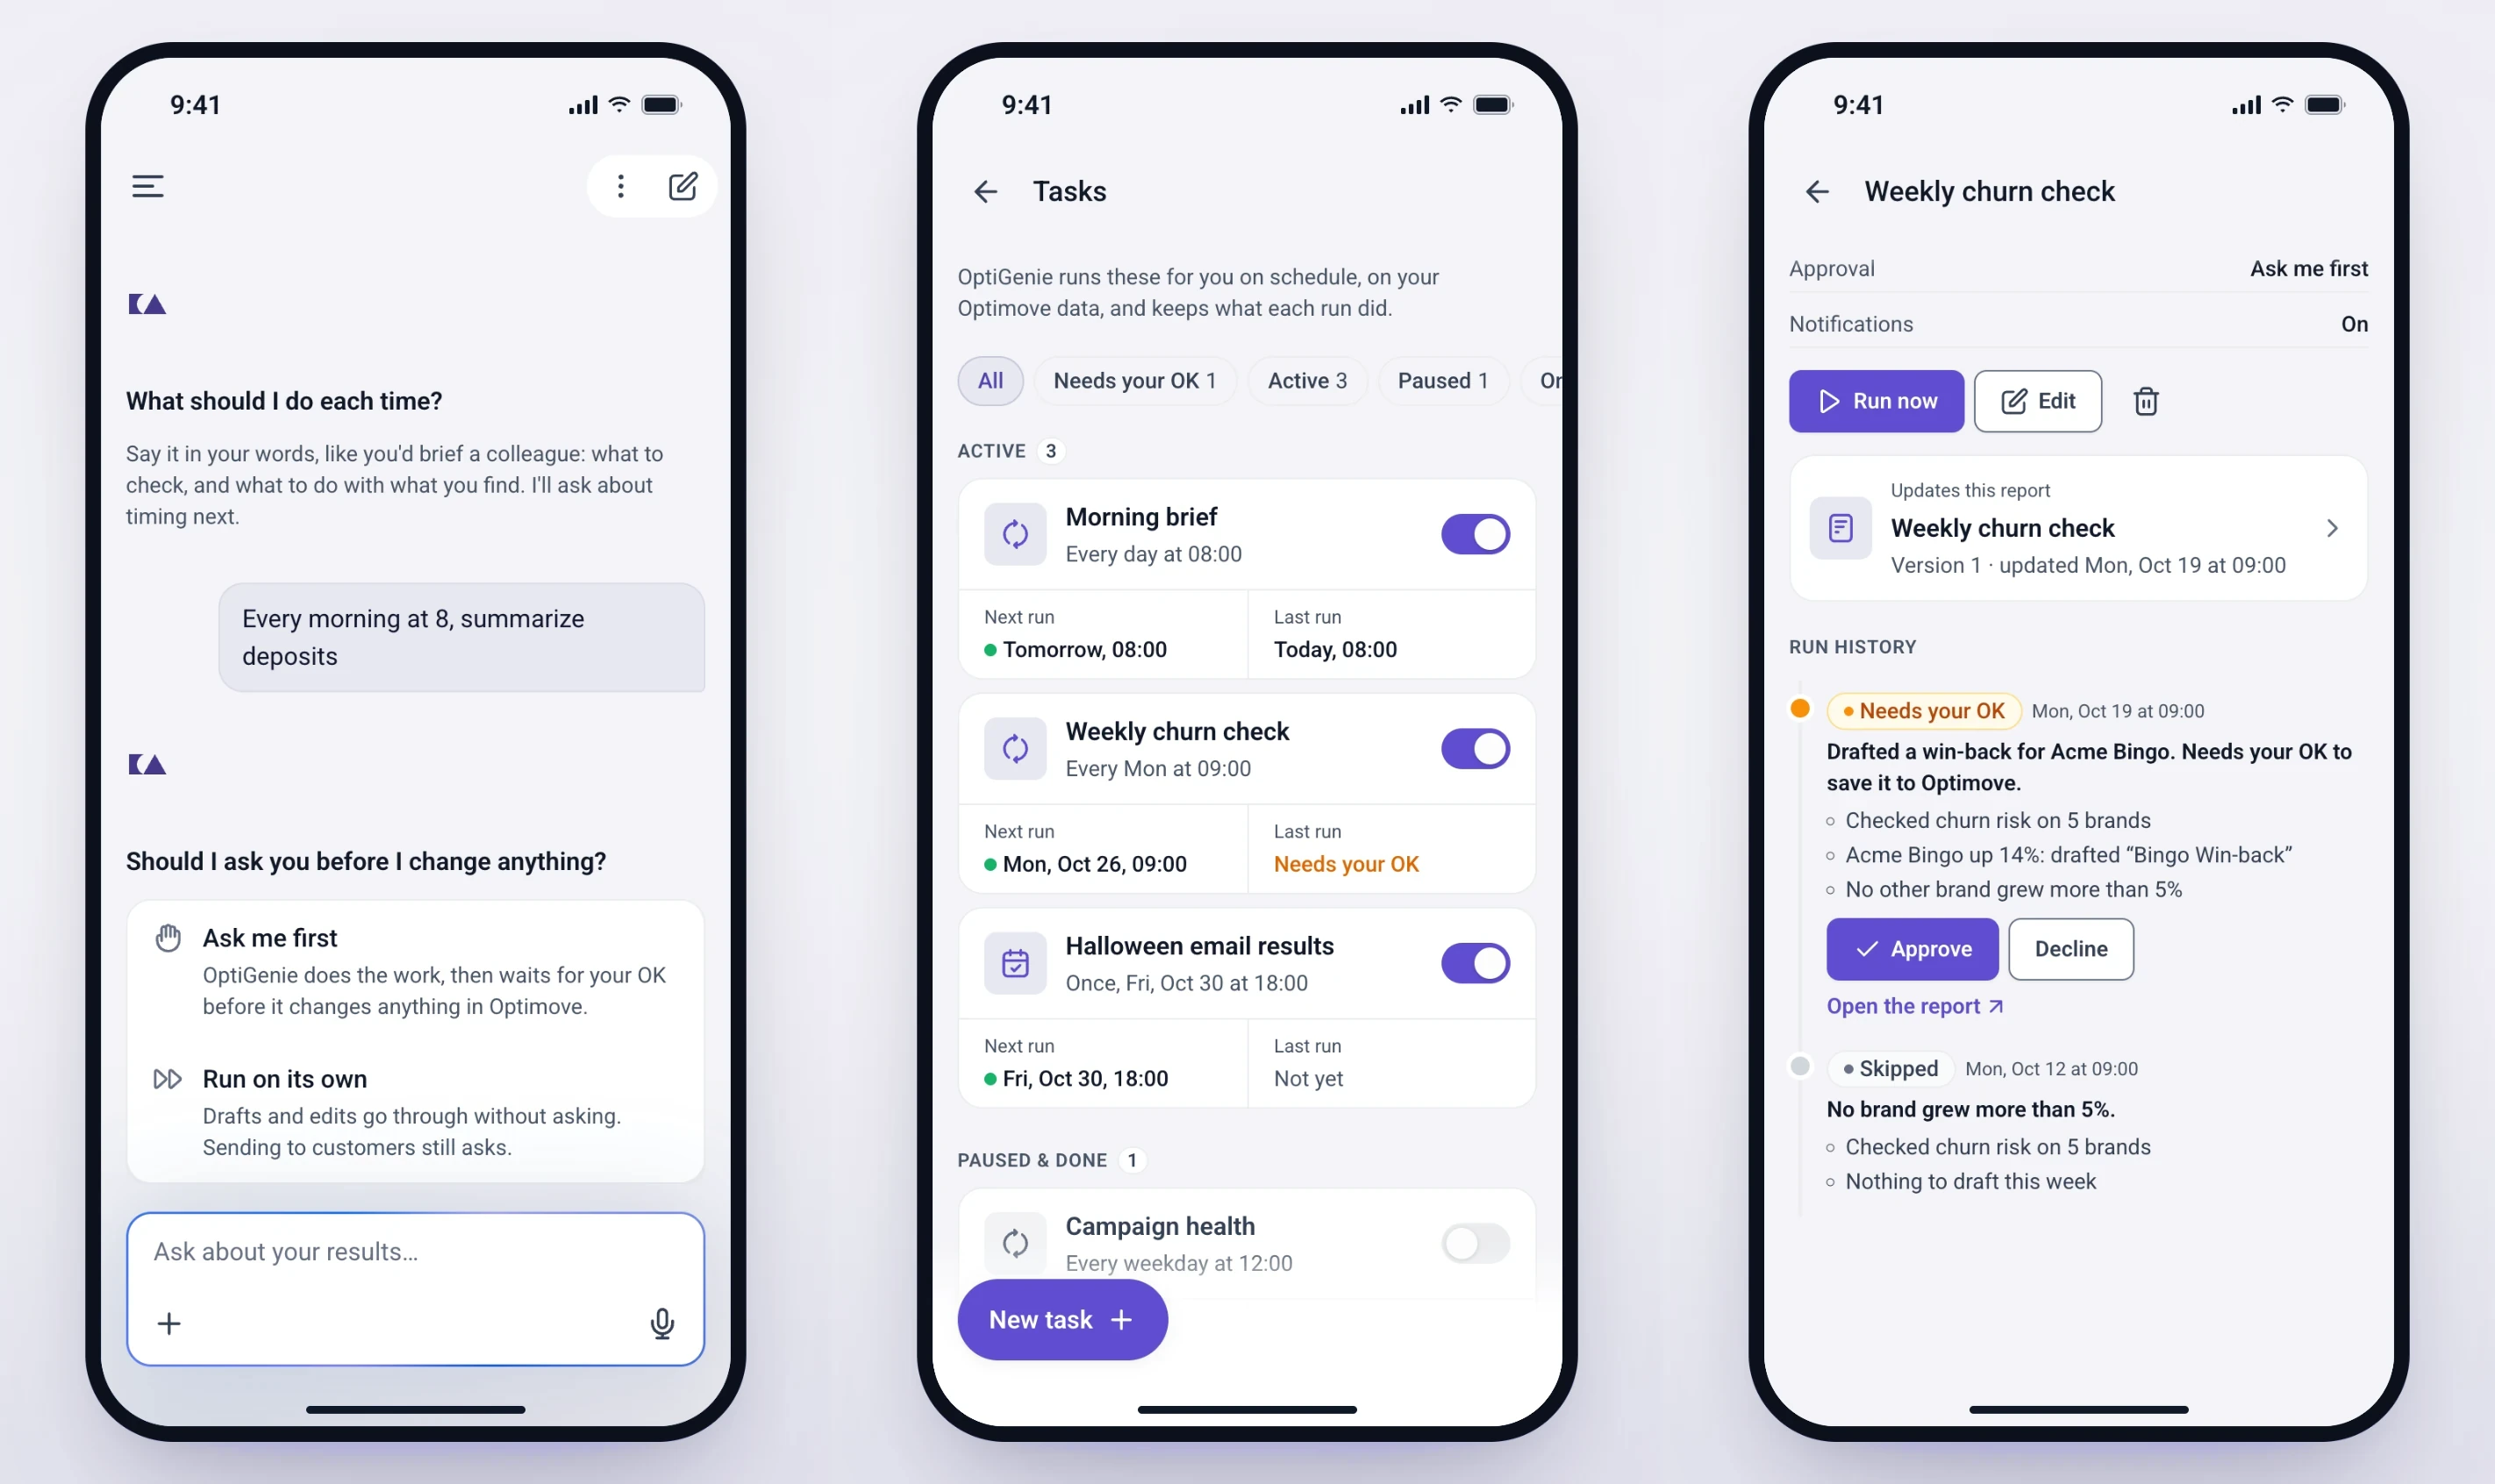 9:41
What should I do each time?
Say it in your words, like you'd brief a colleague: what to
check, and what to do with what you find. I'll ask about
timing next.
Every morning at 8, summarize
deposits
Should I ask you before I change anything?
Ask me first
OptiGenie does the work, then waits for your OK
before it changes anything in Optimove.
Run on its own
Drafts and edits go through without asking.
Sending to customers still asks.
Ask about your results…
9:41
Tasks
OptiGenie runs these for you on schedule, on your
Optimove data, and keeps what each run did.
All Needs your OK 1 Active 3 Paused 1
ACTIVE 3
Morning brief
Every day at 08:00
Next run Last run
Tomorrow, 08:00 Today, 08:00
Weekly churn check
Every Mon at 09:00
Next run Last run
Mon, Oct 26, 09:00 Needs your OK
Halloween email results
Once, Fri, Oct 30 at 18:00
Next run Last run
Fri, Oct 30, 18:00 Not yet
PAUSED & DONE 1
Campaign health
Every weekday at 12:00
New task
9:41
Weekly churn check
Approval Ask me first
Notifications On
Run now Edit
Updates this report
Weekly churn check
Version 1 · updated Mon, Oct 19 at 09:00
RUN HISTORY
Needs your OK Mon, Oct 19 at 09:00
Drafted a win-back for Acme Bingo. Needs your OK to
save it to Optimove.
Checked churn risk on 5 brands
Acme Bingo up 14%: drafted “Bingo Win-back”
No other brand grew more than 5%
Approve Decline
Open the report
Skipped Mon, Oct 12 at 09:00
No brand grew more than 5%.
Checked churn risk on 5 brands
Nothing to draft this week